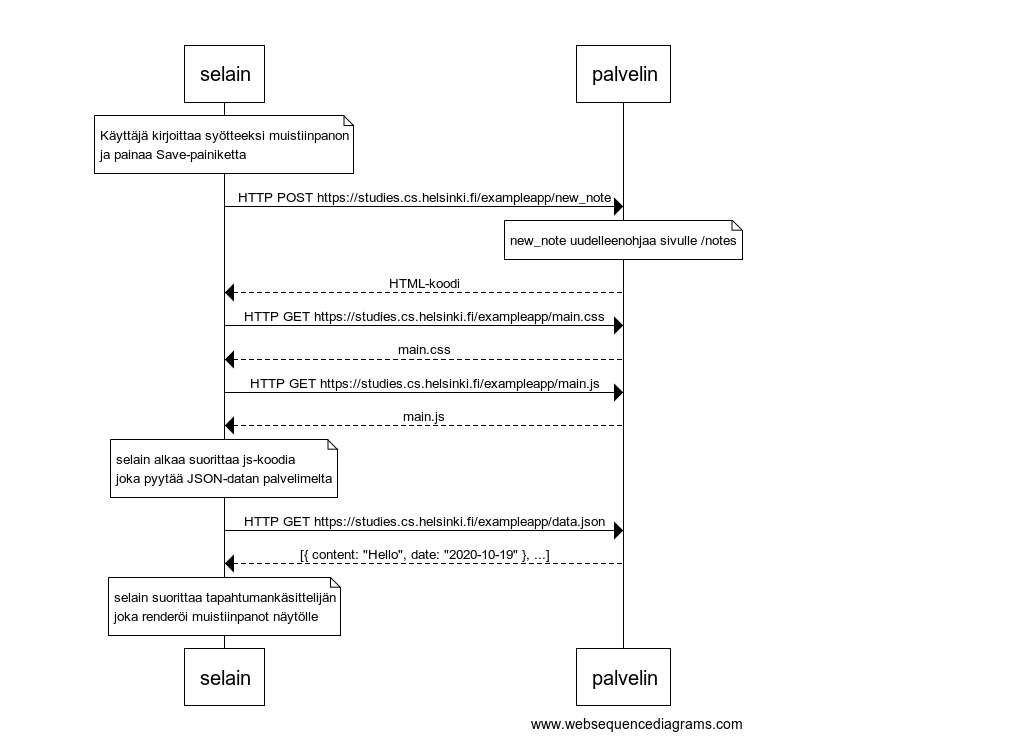 selain
palvelin
Käyttäjä kirjoittaa syötteeksi muistiinpanon
ja painaa Save-painiketta
HTTP POST https://studies.cs.helsinki.fi/exampleapp/new_note
new_note uudelleenohjaa sivulle /notes
HTML-koodi
HTTP GET https://studies.cs.helsinki.fi/exampleapp/main.css
main.css
HTTP GET https://studies.cs.helsinki.fi/exampleapp/main.js
main.js
selain alkaa suorittaa js-koodia
joka pyytää JSON-datan palvelimelta
HTTP GET https://studies.cs.helsinki.fi/exampleapp/data.json
[{ content: "Hello", date: "2020-10-19" }, ...]
selain suorittaa tapahtumankäsittelijän
joka renderöi muistiinpanot näytölle
selain
palvelin
www.websequencediagrams.com